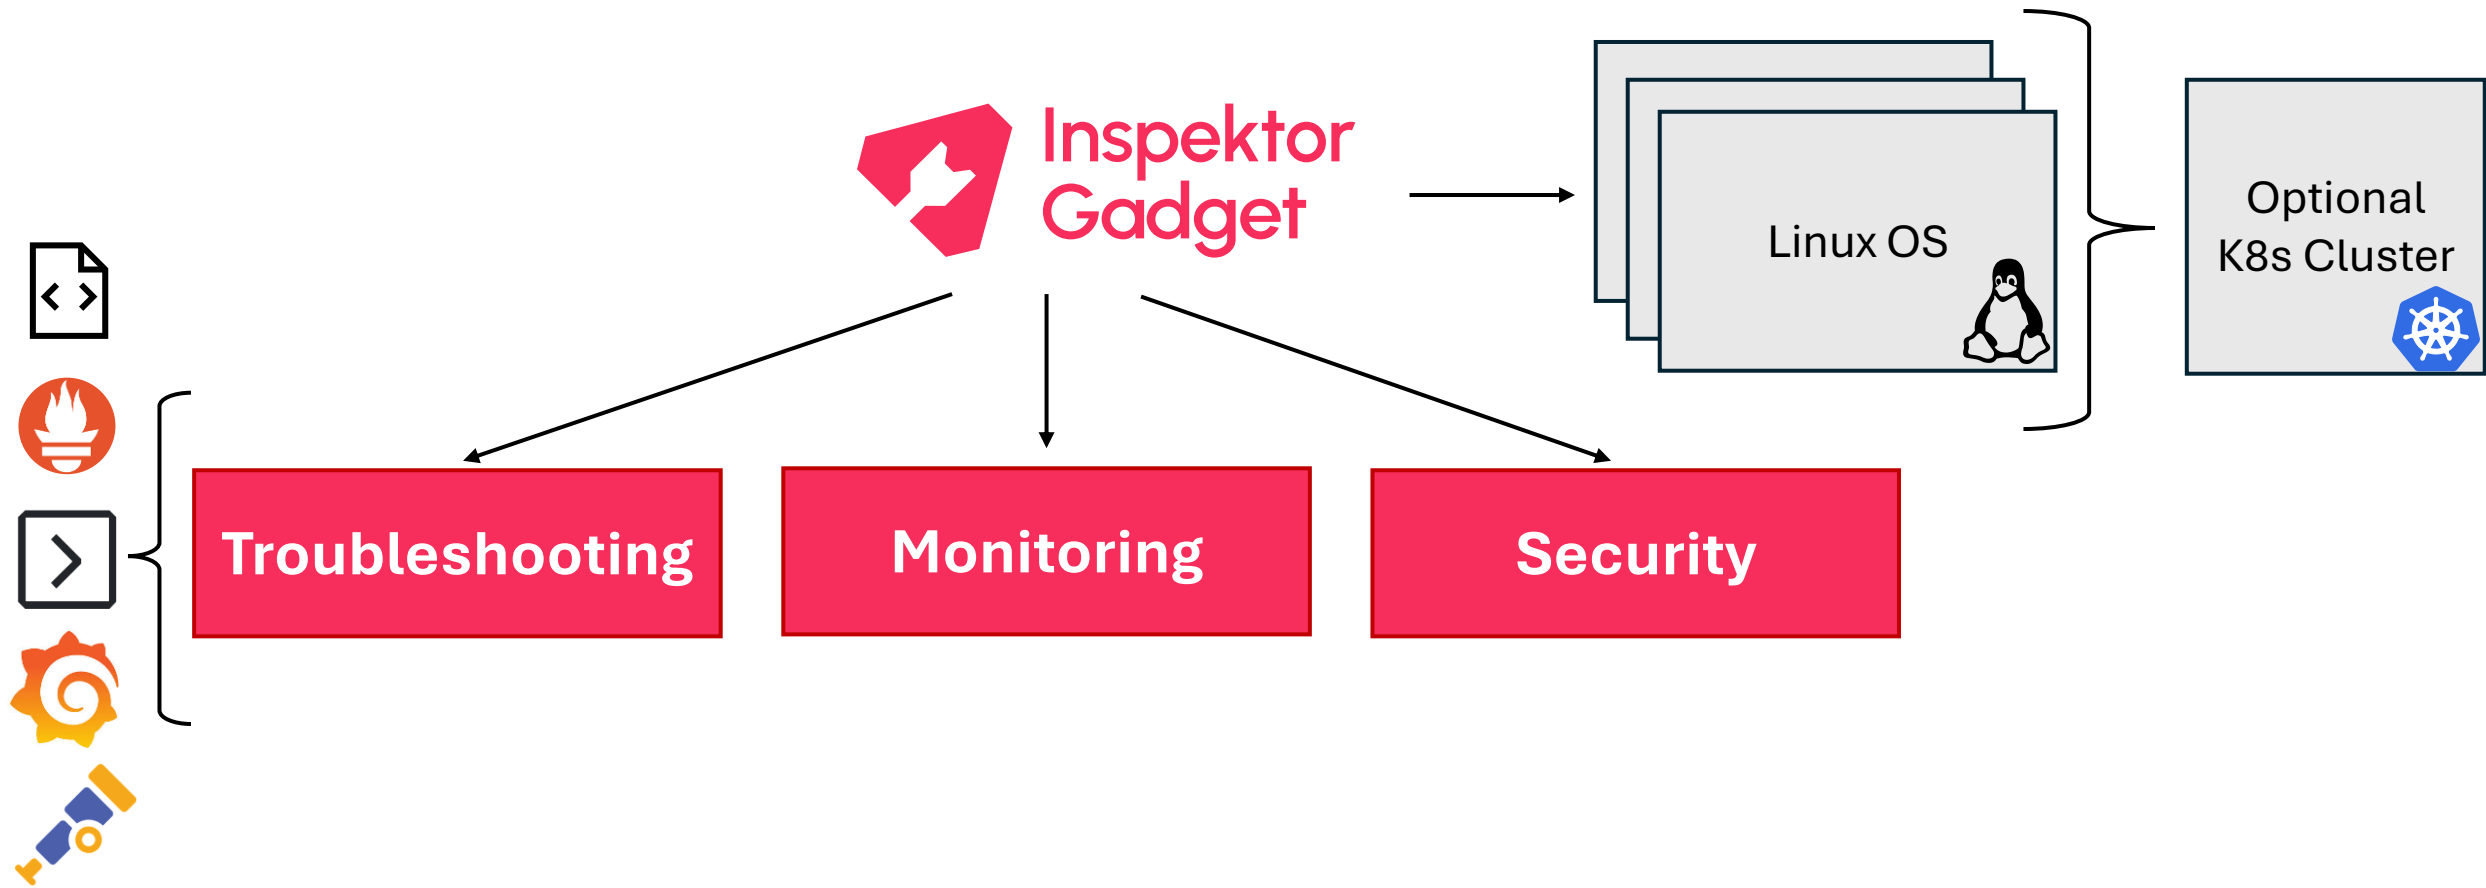 Inspektor
Gadget
Linux OS
Optional
K8s Cluster
Troubleshooting
Monitoring
Security